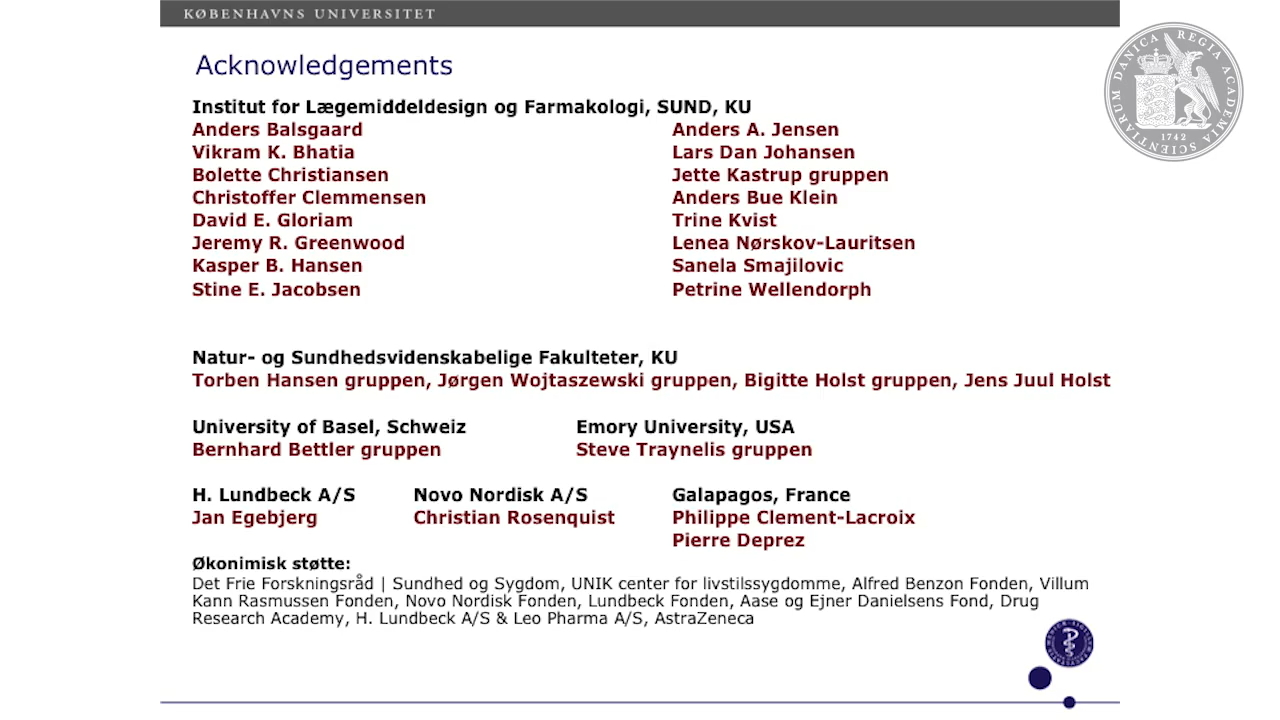 KØBENHAVNS UNIVERSITET
Acknowledgements
Institut for Lægemiddeldesign og Farmakologi, SUND, KU
Anders Balsgaard
Vikram K. Bhatia
Bolette Christiansen
Christoffer Clemmensen
David E. Gloriam
Jeremy R. Greenwood
Kasper B. Hansen
Stine E. Jacobsen
Anders A. Jensen
Lars Dan Johansen
Jette Kastrup gruppen
Anders Bue Klein
Trine Kvist
Lenea Nørskov-Lauritsen
Sanela Smajilovic
Petrine Wellendorph
Natur- og Sundhedsvidenskabelige Fakulteter, KU
Torben Hansen gruppen, Jørgen Wojtaszewski gruppen, Bigitte Holst gruppen, Jens Juul Holst
University of Basel, Schweiz
Bernhard Bettler gruppen
Emory University, USA
Steve Traynelis gruppen
H. Lundbeck A/S
Jan Egebjerg
Novo Nordisk A/S
Christian Rosenquist
Galapagos, France
Philippe Clement-Lacroix
Pierre Deprez
Økonimisk støtte:
Det Frie Forskningsråd | Sundhed og Sygdom, UNIK center for livstilssygdomme, Alfred Benzon Fonden, Villum
Kann Rasmussen Fonden, Novo Nordisk Fonden, Lundbeck Fonden, Aase og Ejner Danielsens Fond, Drug
Research Academy, H. Lundbeck A/S & Leo Pharma A/S, AstraZeneca
REGIA ACADEMIA SCIENTIARUM DANICA
1742